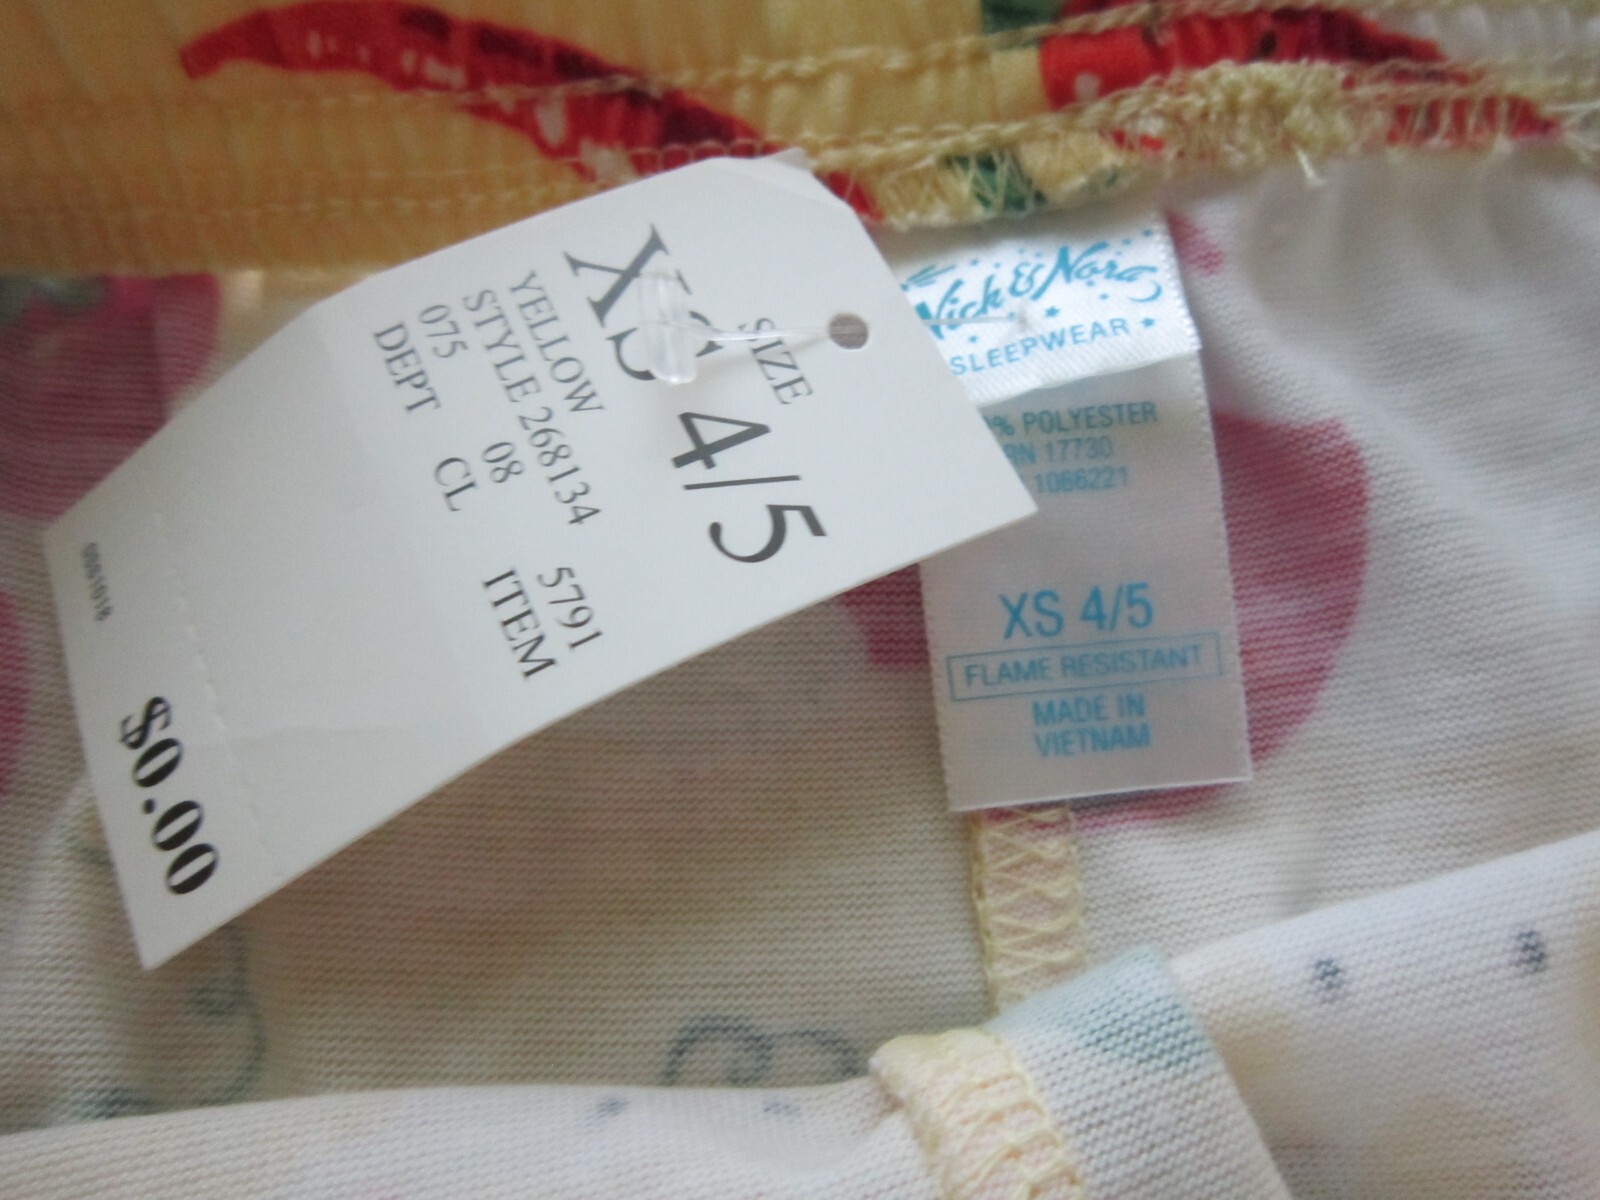 SIZE
XS 4/5
YELLOW
STYLE 268134 5791
075 08 ITEM
DEPT CL
$0.00
Nick & Nora
SLEEPWEAR
% POLYESTER
RN 17730
1086221
XS 4/5
FLAME RESISTANT
MADE IN
VIETNAM